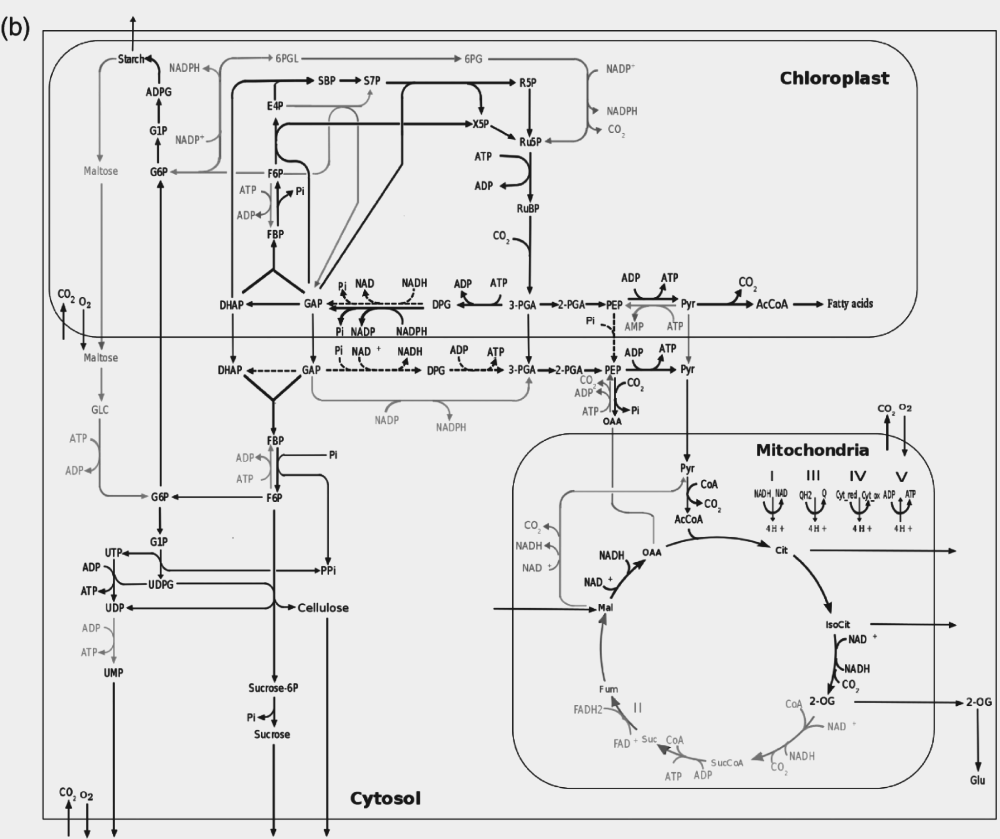 (b)
Chloroplast
Starch
6PGL
6PG
NADPH
NADP+
SBP
S7P
R5P
ADPG
E4P
NADPH
X5P
CO2
G1P
NADP+
Ru5P
ATP
Maltose
G6P
F6P
ADP
ATP
Pi
ADP
RuBP
FBP
CO2
CO2 O2
Pi NAD NADH ADP ATP
ADP ATP CO2
DHAP GAP DPG 3-PGA 2-PGA PEP Pyr AcCoA Fatty acids
Pi NADP NADPH
Pi AMP ATP
Maltose
Pi NAD + NADH ADP ATP
ADP ATP
DHAP GAP DPG 3-PGA 2-PGA PEP Pyr
CO2 CO2
ADP
ATP Pi
OAA
GLC
NADP NADPH
CO2 O2
ATP
ADP
FBP
ADP Pi
ATP
G6P F6P
Mitochondria
Pyr
I III IV V
NADH NAD QH2 Q Cyt_red Cyt_ox ADP ATP
4H + 4H + 4H + 4H +
CoA
CO2
AcCoA
CO2
NADH
NAD +
G1P
UTP
ADP
PPi
ATP
UDPG
UDP
Cellulose
NADH
OAA
Cit
NAD +
Mal
IsoCit
NAD +
NADH
CO2
ADP
ATP
UMP
Sucrose-6P
Pi
Sucrose
Fum
FADH2 II
FAD + Suc CoA
ATP ADP
SucCoA
CoA 2-OG
NAD +
NADH
CO2
2-OG
Glu
CO2 O2
Cytosol